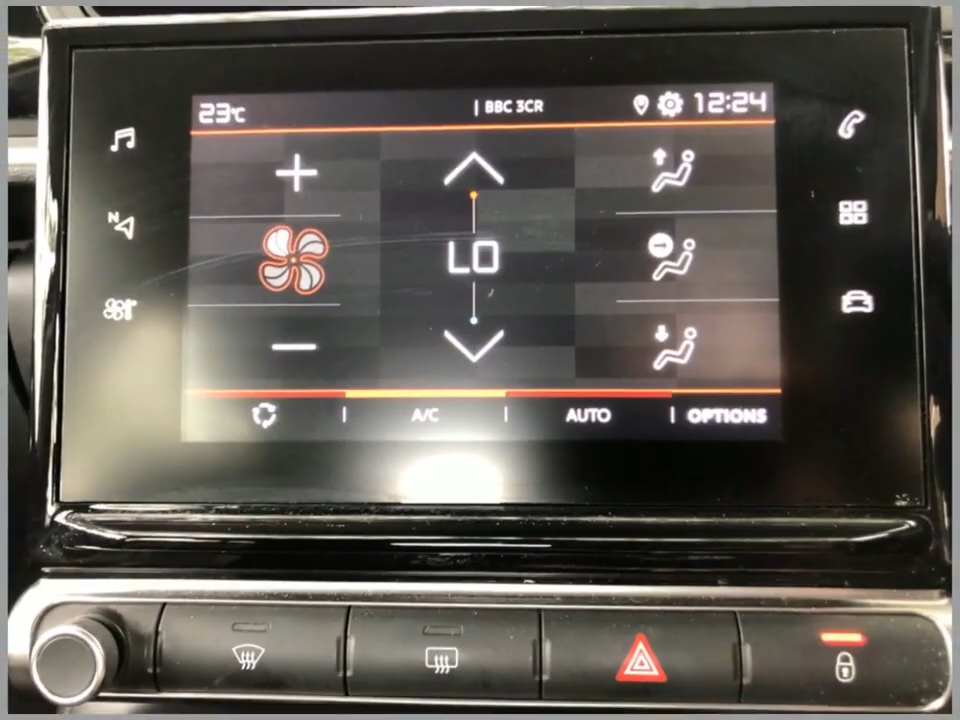 23°C
| BBC 3CR
12:24
N
LO
| A/C | AUTO | OPTIONS